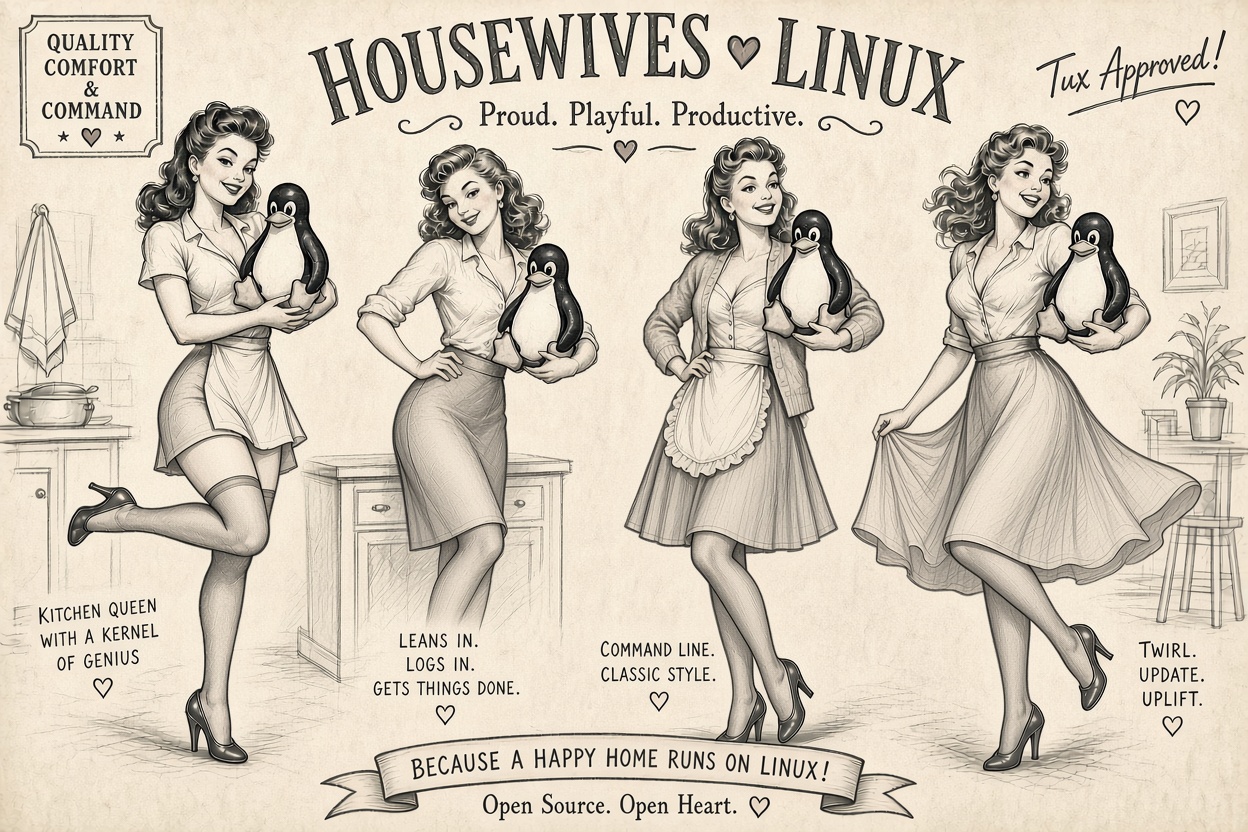 QUALITY
COMFORT
&
COMMAND
HOUSEWIVES ♥ LINUX
Proud. Playful. Productive.
Tux Approved!
KITCHEN QUEEN
WITH A KERNEL
OF GENIUS
LEANS IN.
LOGS IN.
GETS THINGS DONE.
COMMAND LINE.
CLASSIC STYLE.
TWIRL.
UPDATE.
UPLIFT.
BECAUSE A HAPPY HOME RUNS ON LINUX!
Open Source. Open Heart.